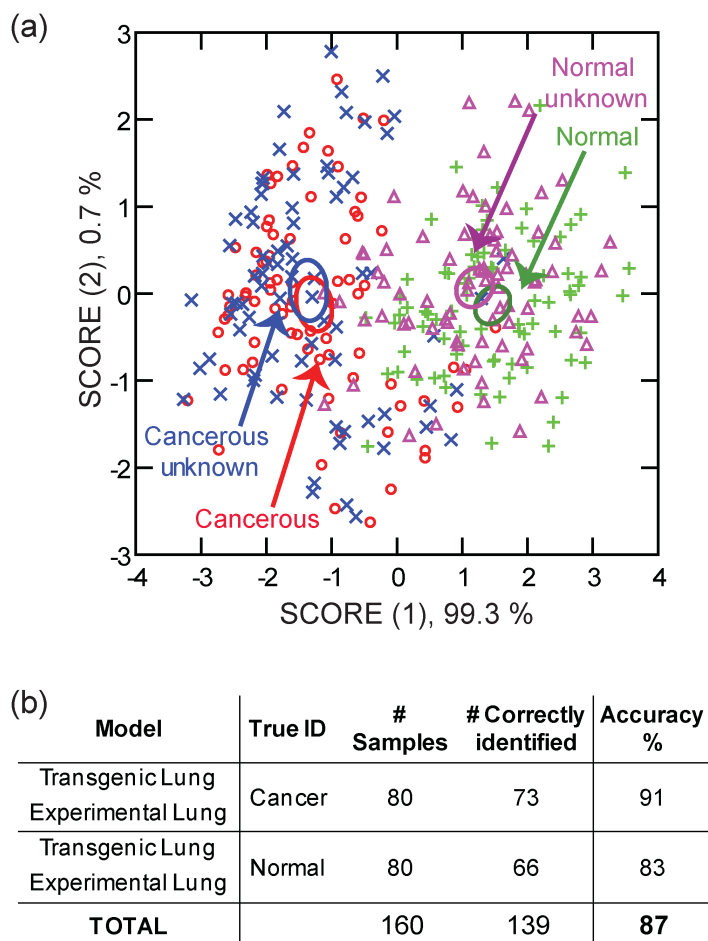 (a)
3
2
1
0
-1
-2
-3
SCORE (2), 0.7 %
Normal
unknown
Normal
Cancerous
unknown
Cancerous
-4 -3 -2 -1 0 1 2 3 4
SCORE (1), 99.3 %
(b)
Model True ID # Samples # Correctly identified Accuracy %
Transgenic Lung
Experimental Lung
Cancer 80 73 91
Transgenic Lung
Experimental Lung
Normal 80 66 83
TOTAL 160 139 87